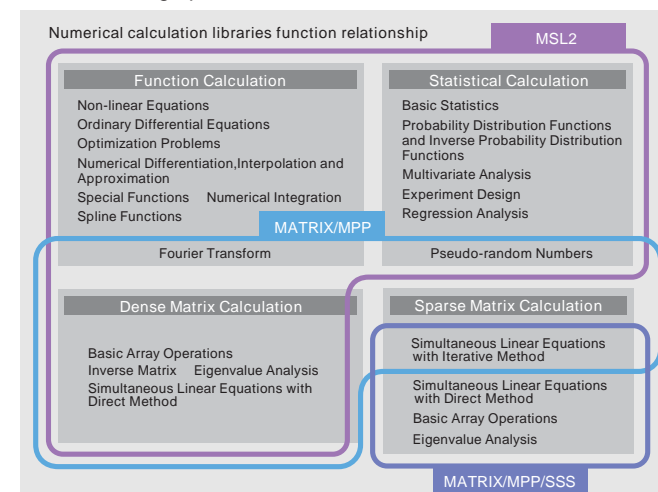 Numerical calculation libraries function relationship
MSL2
Function Calculation
Non-linear Equations
Ordinary Differential Equations
Optimization Problems
Numerical Differentiation,Interpolation and
Approximation
Special Functions Numerical Integration
Spline Functions
Statistical Calculation
Basic Statistics
Probability Distribution Functions
and Inverse Probability Distribution
Functions
Multivariate Analysis
Experiment Design
Regression Analysis
MATRIX/MPP
Fourier Transform
Pseudo-random Numbers
Dense Matrix Calculation
Basic Array Operations
Inverse Matrix Eigenvalue Analysis
Simultaneous Linear Equations with
Direct Method
Sparse Matrix Calculation
Simultaneous Linear Equations
with Iterative Method
Simultaneous Linear Equations
with Direct Method
Basic Array Operations
Eigenvalue Analysis
MATRIX/MPP/SSS